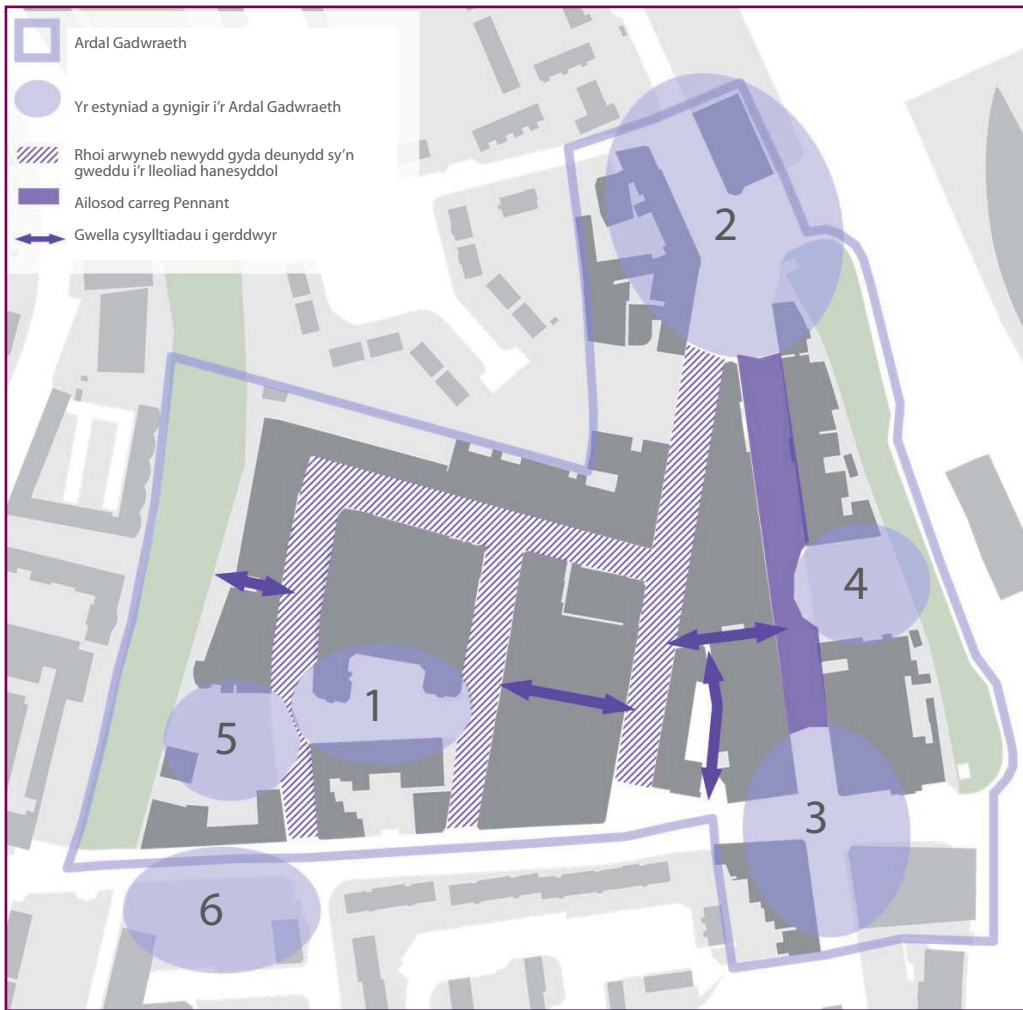 Ardal Gadwraeth
Yr estyniad a gynigir i'r Ardal Gadwraeth
Rhoi arwyneb newydd gyda deunydd sy'n
gweddu i'r lleoliad hanesyddol
Ailosod carreg Pennant
Gwella cysylltiadau i gerddwyr
2
4
1
5
3
6